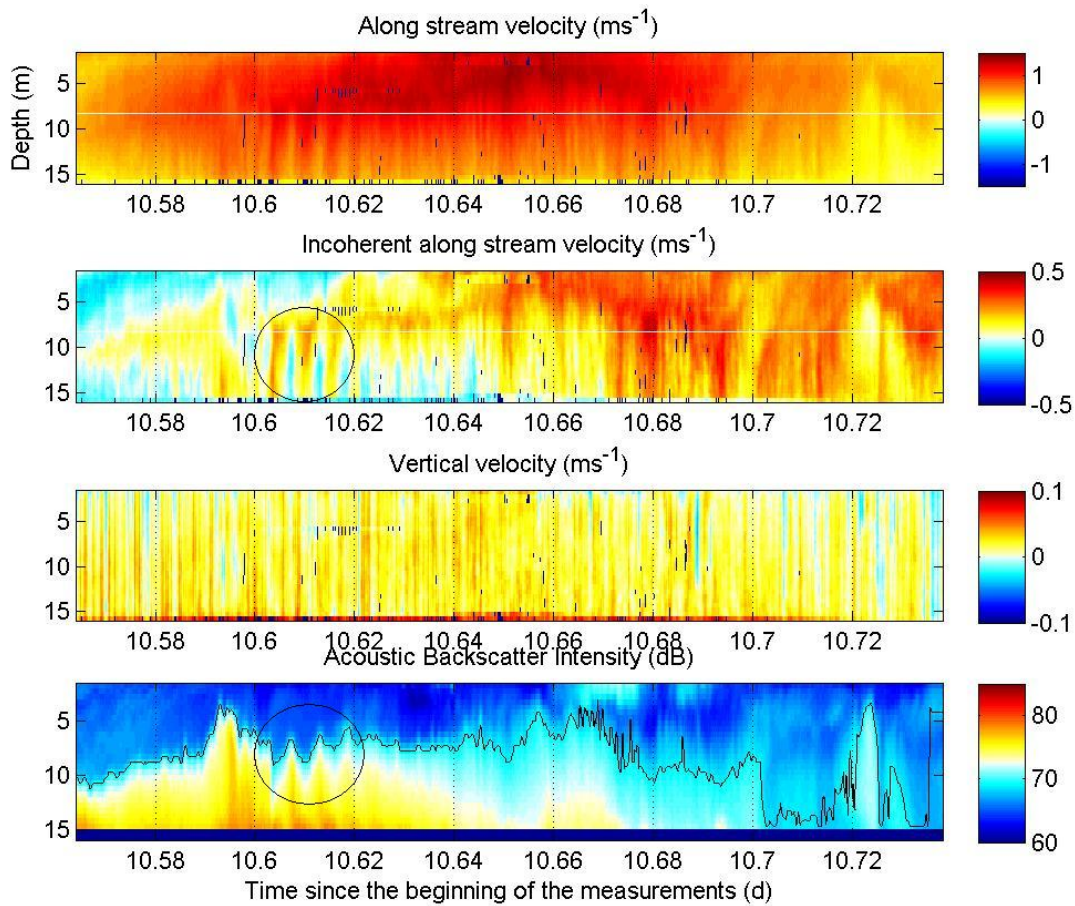 Along stream velocity (ms⁻¹)
Depth (m)
5
10
15
10.58 10.6 10.62 10.64 10.66 10.68 10.7 10.72
1
0
-1
Incoherent along stream velocity (ms⁻¹)
5
10
15
10.58 10.6 10.62 10.64 10.66 10.68 10.7 10.72
0.5
0
-0.5
Vertical velocity (ms⁻¹)
5
10
15
10.58 10.6 10.62 10.64 10.66 10.68 10.7 10.72
0.1
0
-0.1
Acoustic Backscatter Intensity (dB)
5
10
15
10.58 10.6 10.62 10.64 10.66 10.68 10.7 10.72
80
70
60
Time since the beginning of the measurements (d)